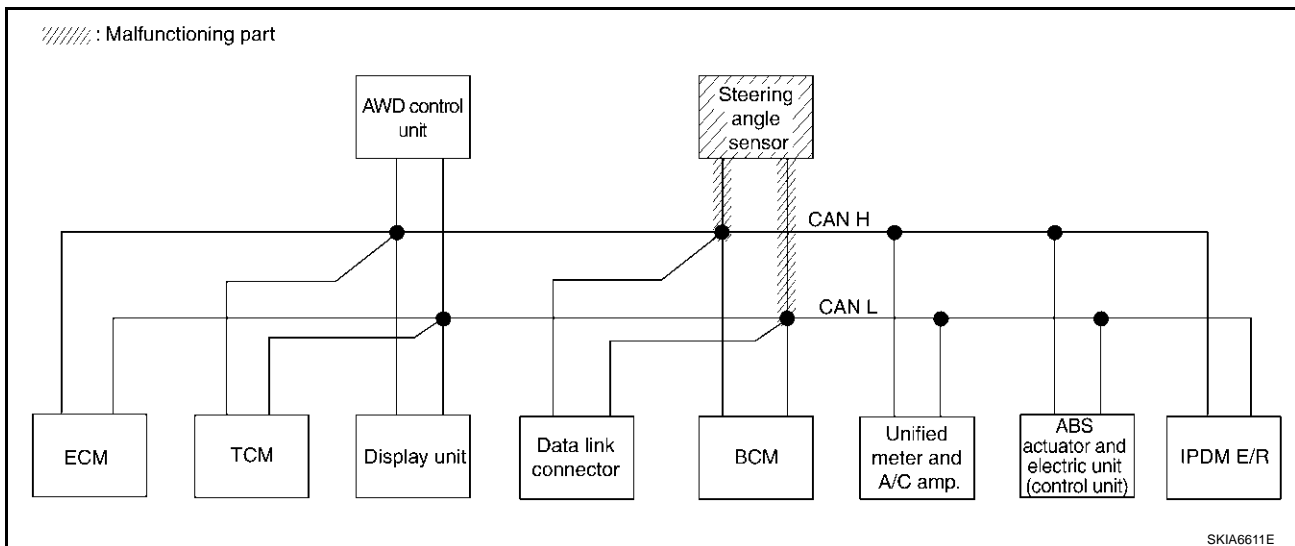 : Malfunctioning part
AWD control
unit
Steering
angle
sensor
CAN H
CAN L
ECM
TCM
Display unit
Data link
connector
BCM
Unified
meter and
A/C amp.
ABS
actuator and
electric unit
(control unit)
IPDM E/R
SKIA6611E